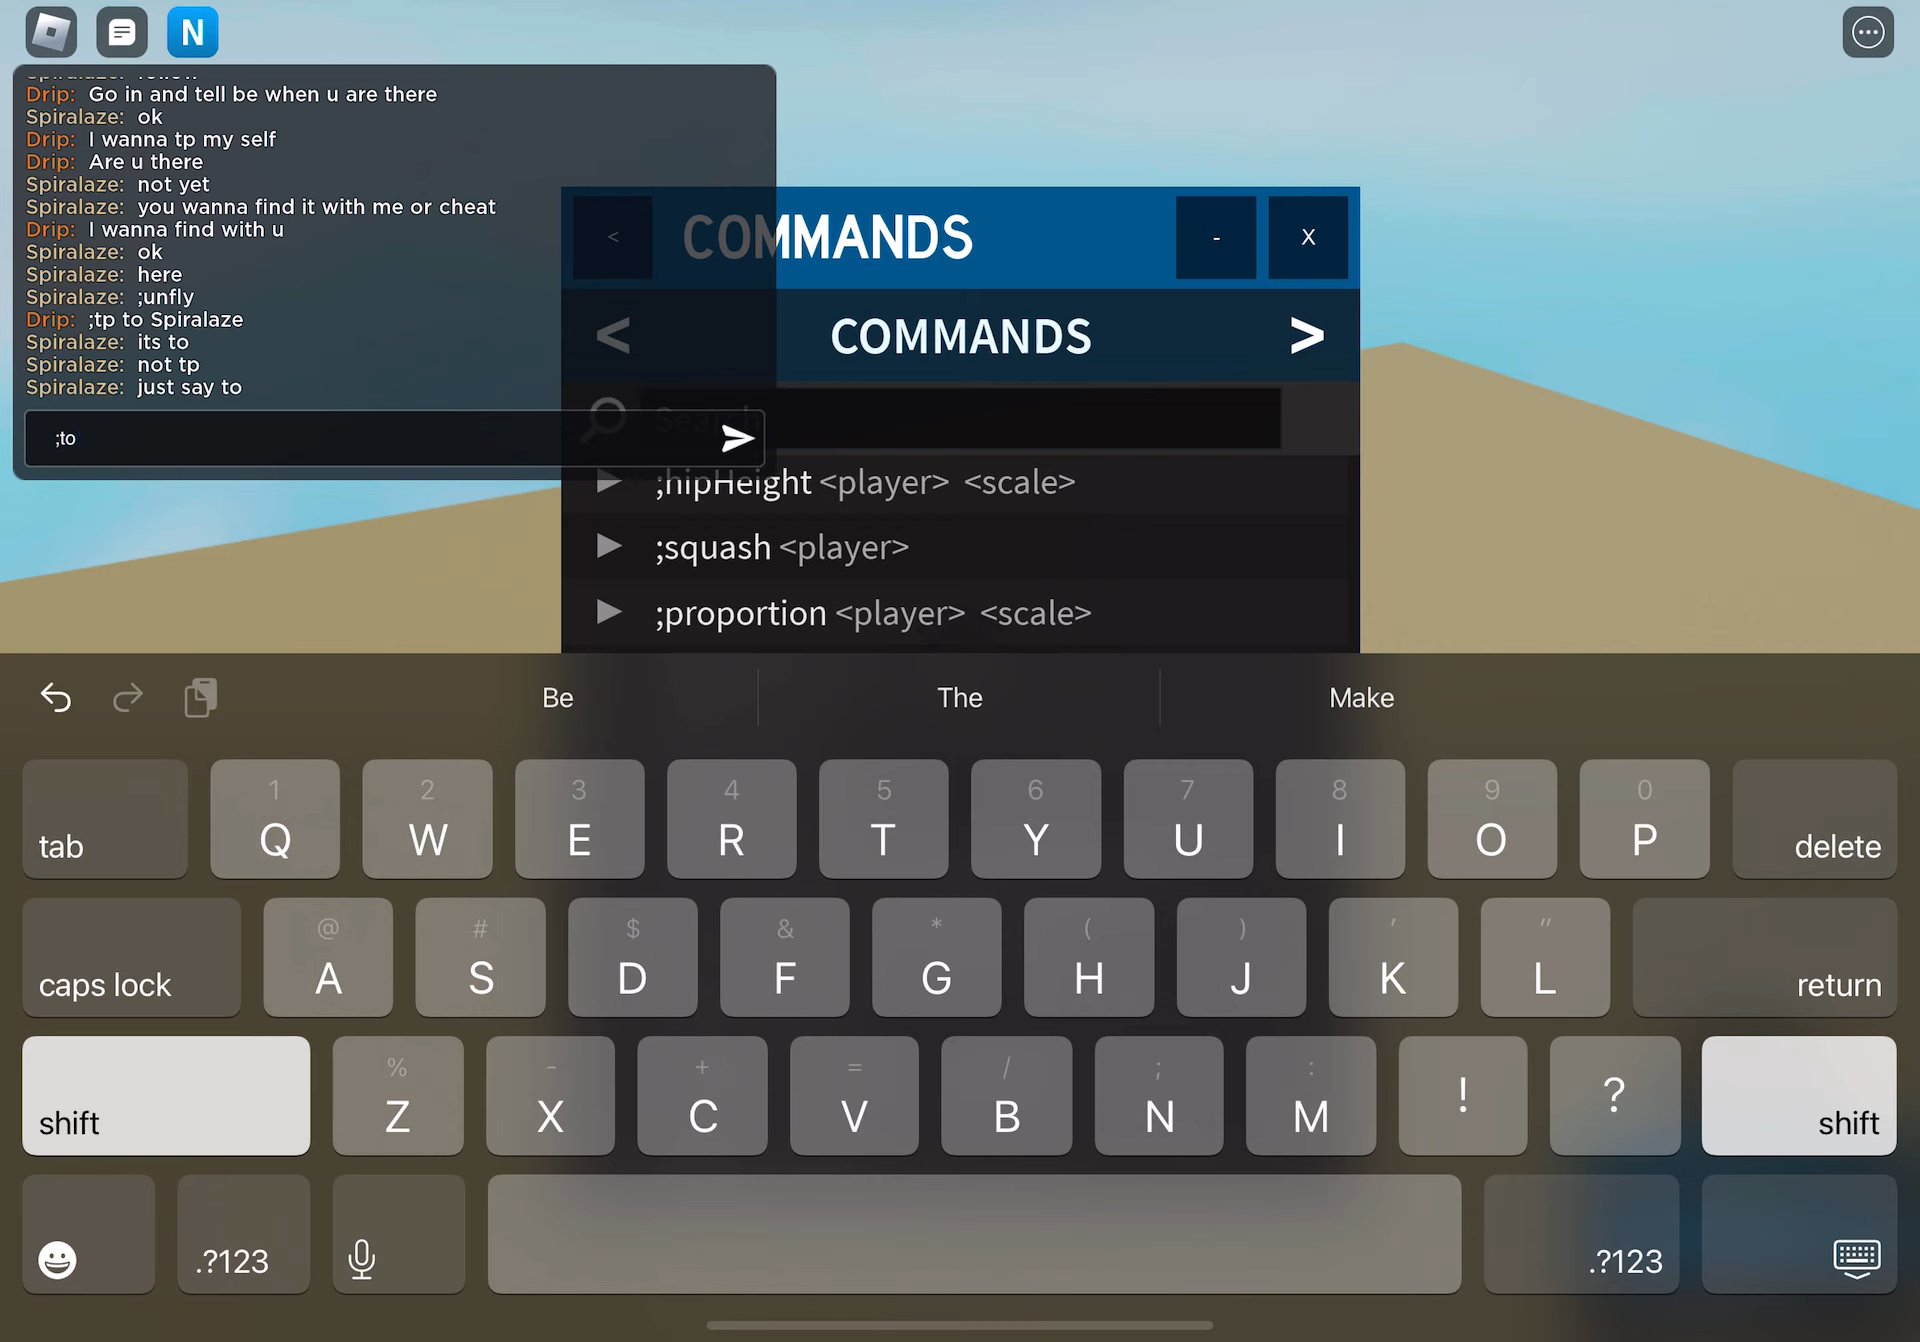 N
Drip: Go in and tell be when u are there
Spiralaze: ok
Drip: I wanna tp my self
Drip: Are u there
Spiralaze: not yet
Spiralaze: you wanna find it with me or cheat
Drip: I wanna find with u
Spiralaze: ok
Spiralaze: here
Spiralaze: ;unfly
Drip: ;tp to Spiralaze
Spiralaze: its to
Spiralaze: not tp
Spiralaze: just say to
;to
< COMMANDS - X
< COMMANDS >
Search
;hipHeight <player> <scale>
;squash <player>
;proportion <player> <scale>
Be The Make
1 2 3 4 5 6 7 8 9 0
tab Q W E R T Y U I O P delete
@ # $ & * ( ) ' "
caps lock A S D F G H J K L return
% - + = / ; :
shift Z X C V B N M ! ? shift
.?123 .?123